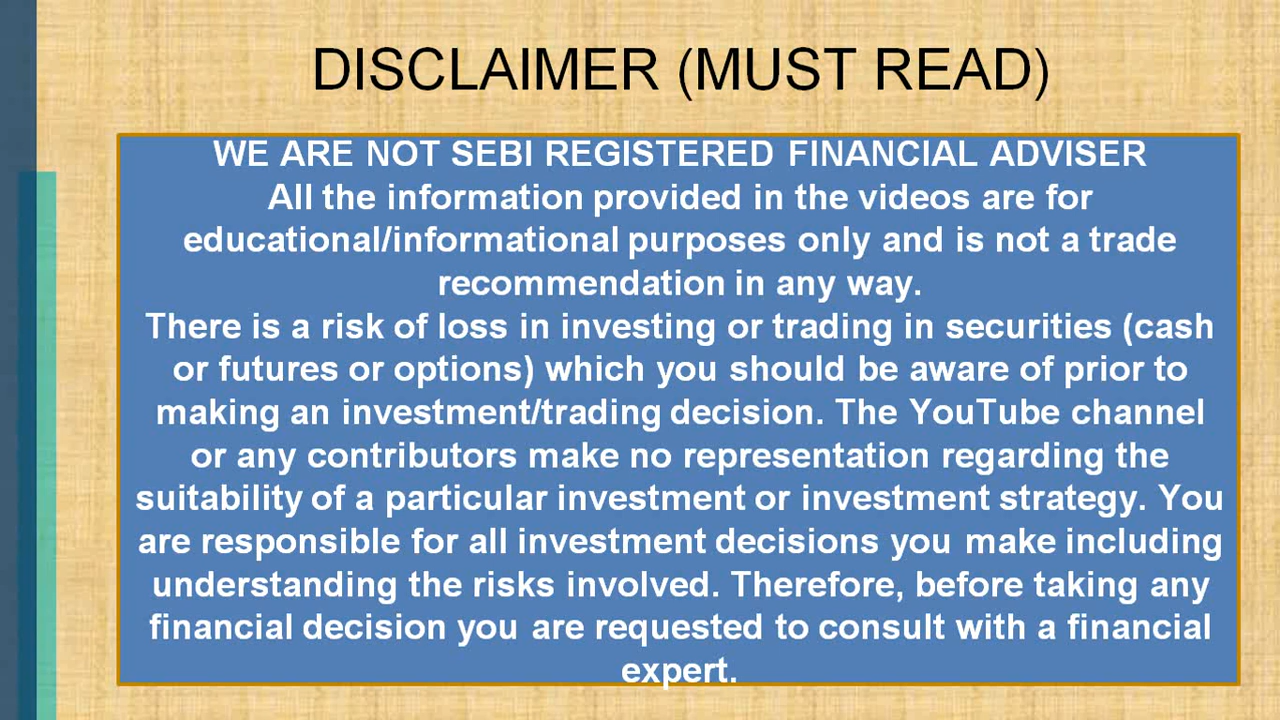 DISCLAIMER (MUST READ)
WE ARE NOT SEBI REGISTERED FINANCIAL ADVISER
All the information provided in the videos are for
educational/informational purposes only and is not a trade
recommendation in any way.
There is a risk of loss in investing or trading in securities (cash
or futures or options) which you should be aware of prior to
making an investment/trading decision. The YouTube channel
or any contributors make no representation regarding the
suitability of a particular investment or investment strategy. You
are responsible for all investment decisions you make including
understanding the risks involved. Therefore, before taking any
financial decision you are requested to consult with a financial
expert.